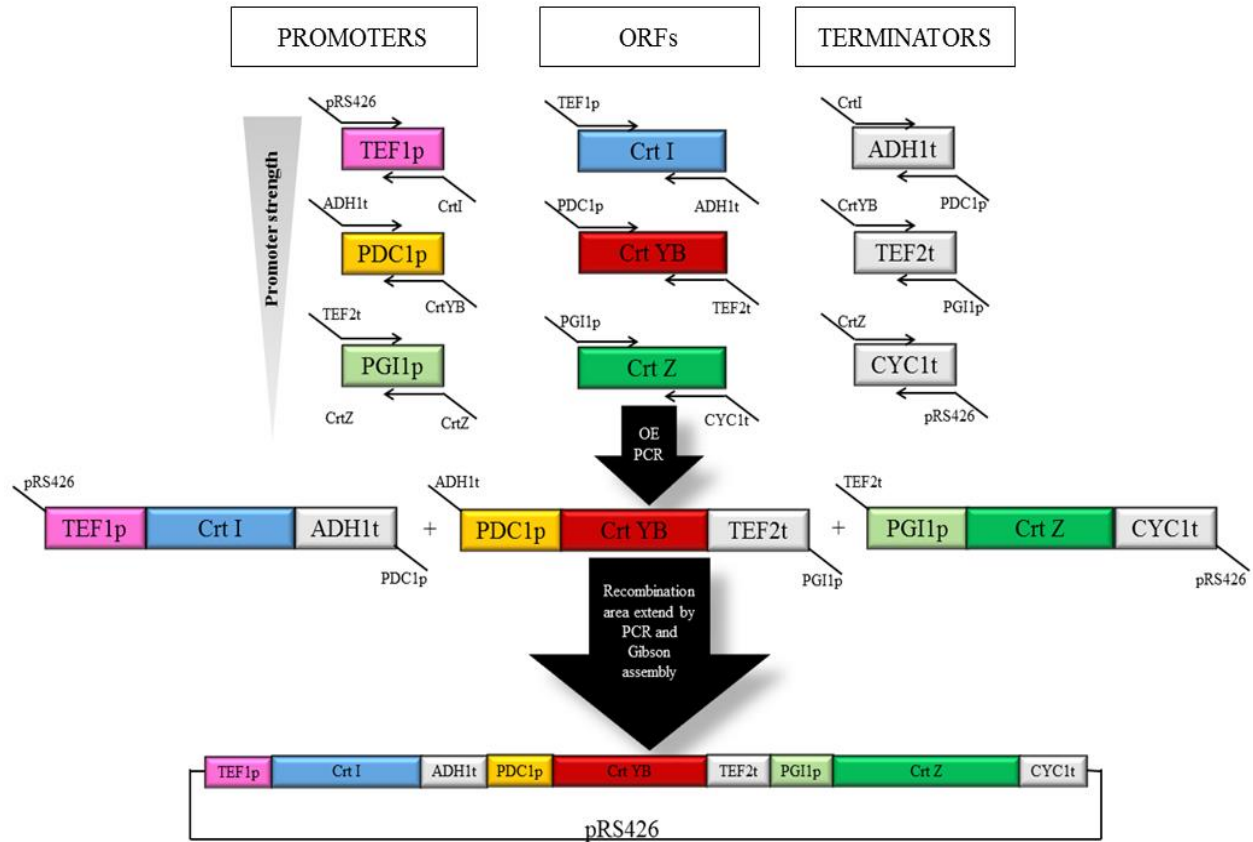 PROMOTERS
ORFs
TERMINATORS
Promoter strength
pRS426
TEF1p
CrtI
TEF1p
Crt I
ADH1t
CrtI
ADH1t
PDC1p
ADH1t
PDC1p
CrtYB
PDC1p
Crt YB
TEF2t
CrtYB
TEF2t
PGI1p
TEF2t
PGI1p
CrtZ
CrtZ
PGI1p
Crt Z
CYC1t
CrtZ
CYC1t
pRS426
OE
PCR
pRS426
TEF1p
Crt I
ADH1t
PDC1p
+
ADH1t
PDC1p
Crt YB
TEF2t
PGI1p
+
TEF2t
PGI1p
Crt Z
CYC1t
pRS426
Recombination
area extend by
PCR and
Gibson
assembly
TEF1p
Crt I
ADH1t
PDC1p
Crt YB
TEF2t
PGI1p
Crt Z
CYC1t
pRS426